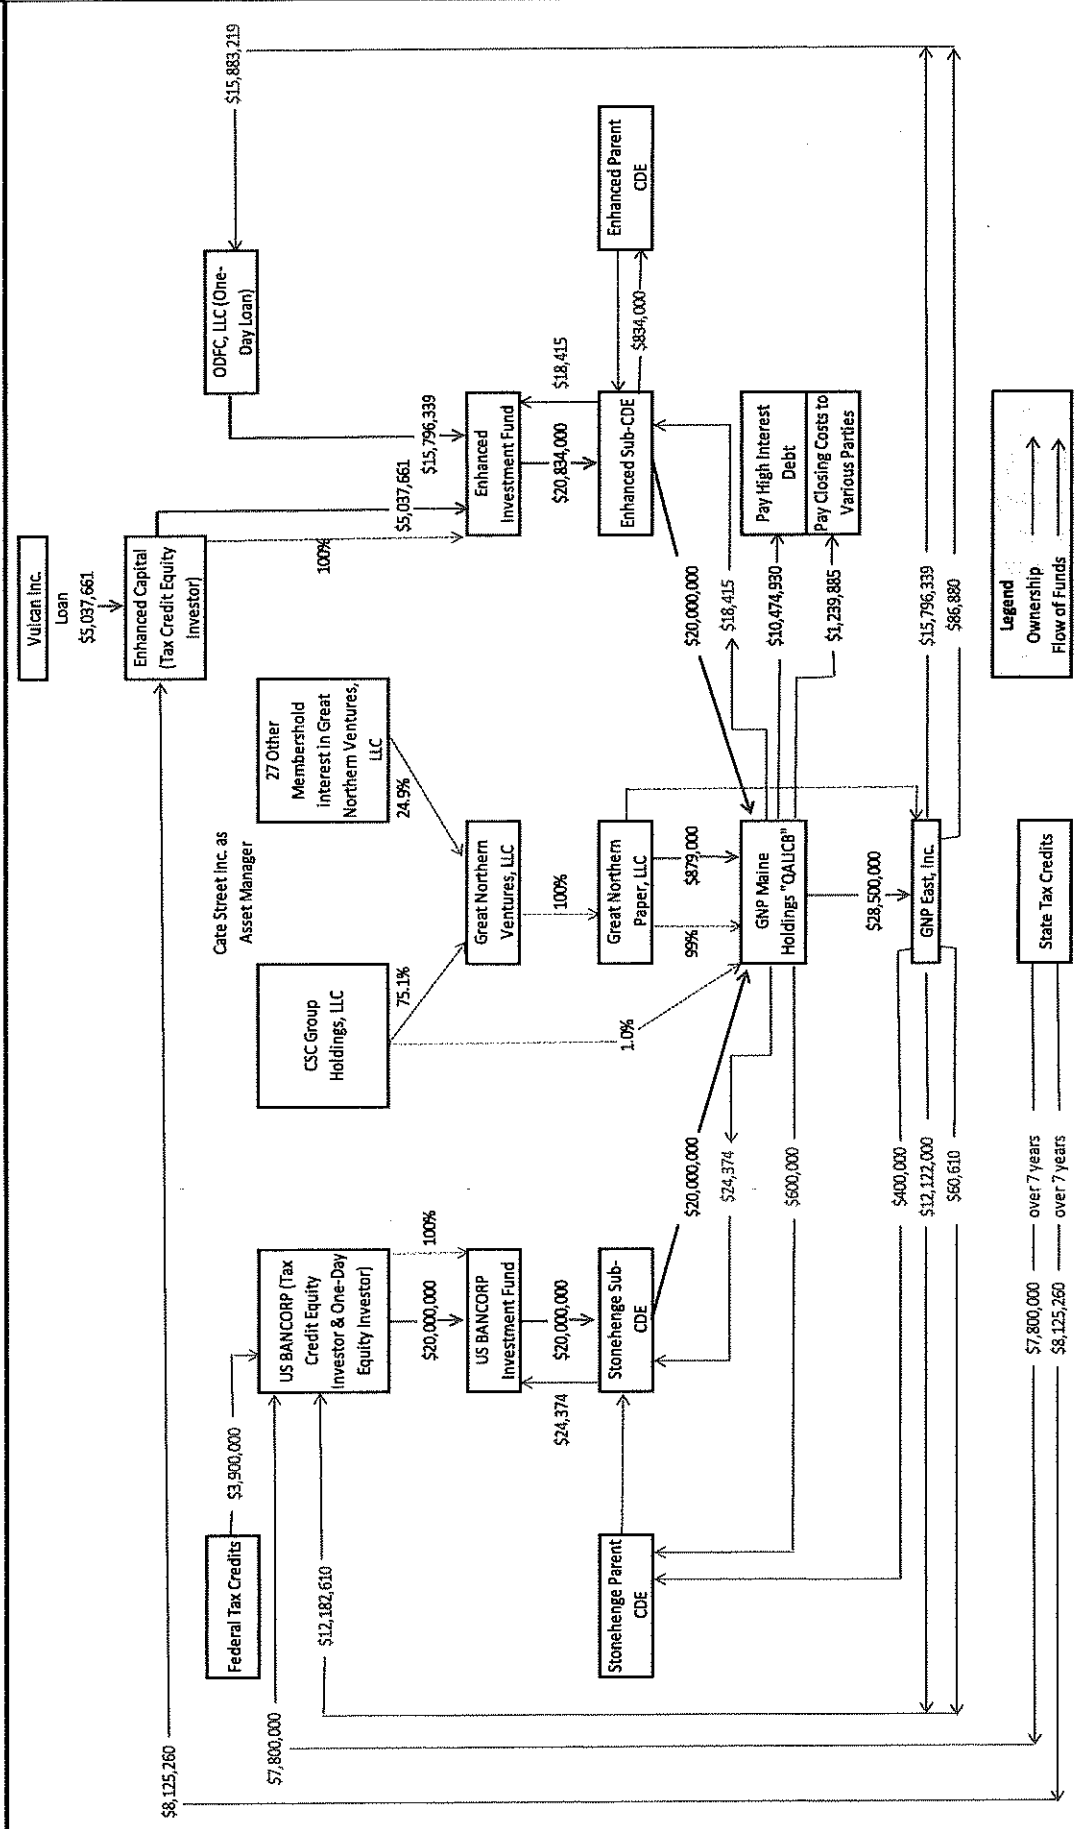 Vulcan Inc.
Loan
$5,037,661
$8,125,260
Enhanced Capital
(Tax Credit Equity
Investor)
$15,883,219
Federal Tax Credits
$3,900,000
ODFC, LLC (One-
Day Loan)
Cate Street Inc. as
Asset Manager
$7,800,000
$12,182,610
US BANCORP (Tax
Credit Equity
Investor & One-Day
Equity Investor)
CSC Group
Holdings, LLC
27 Other
Membershold
interest in Great
Northern Ventures,
LLC
100%
$20,000,000
100%
75.1%
24.9%
$5,037,661
$15,796,339
US BANCORP
Investment Fund
Great Northern
Ventures, LLC
Enhanced
Investment Fund
$24,374
$20,000,000
100%
$20,834,000
$18,415
Stonehenge Parent
CDE
Stonehenge Sub-
CDE
1.0%
Great Northern
Paper, LLC
Enhanced Sub-CDE
$834,000
Enhanced Parent
CDE
$20,000,000
99%
$879,000
$20,000,000
$24,374
$600,000
GNP Maine
Holdings "QALICB"
$18,415
$10,474,930
$1,239,885
Pay High Interest
Debt
Pay Closing Costs to
Various Parties
$28,500,000
$400,000
$12,122,000
$60,610
GNP East, Inc.
$15,796,339
$86,880
$7,800,000
over 7 years
$8,125,260
over 7 years
State Tax Credits
Legend
Ownership
Flow of Funds